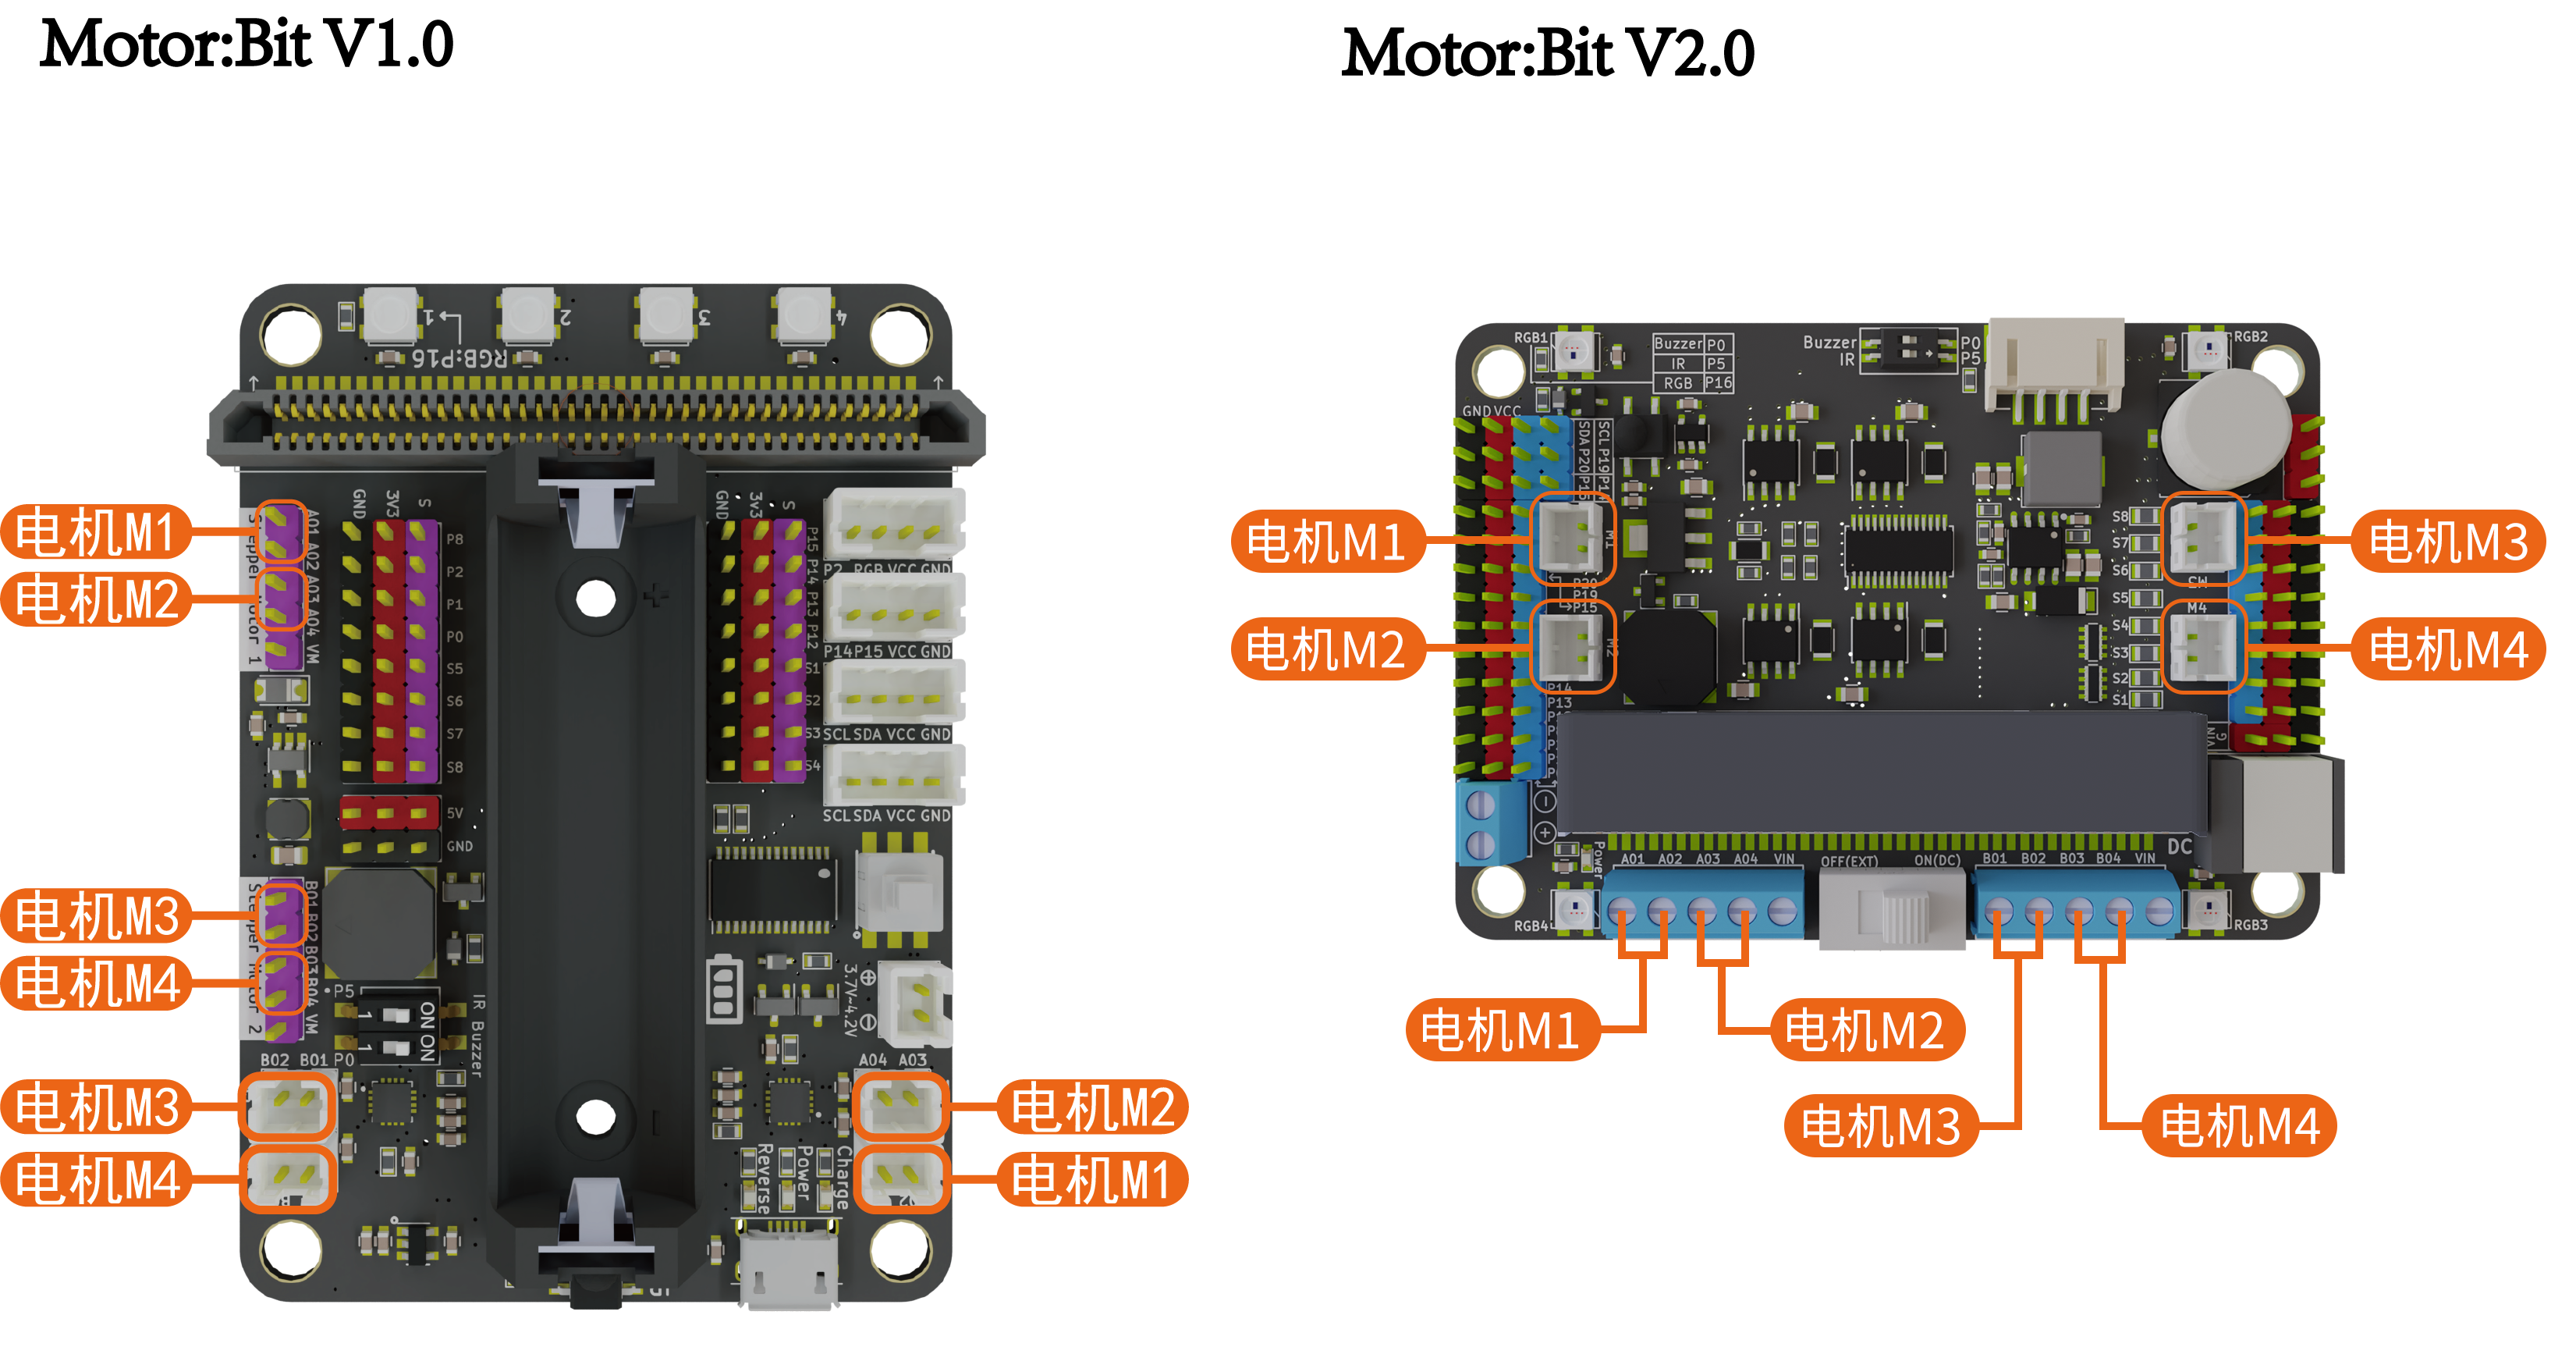 Motor:Bit V1.0
1
2
3
4
RGB:P16
GND
3V3
S
P8
P2
P1
P0
S5
S6
S7
S8
5V
GND
A01 A02 A03 A04 VM
电机M1
电机M2
B01 B02 B03 B04 VM
Stepper Motor 2
电机M3
电机M4
GND
3v3
S
P15
P14
P13
P12
S1
S2
S3
S4
P2 RGB VCC GND
P14 P15 VCC GND
SCL SDA VCC GND
SCL SDA VCC GND
3.7V~4.2V
P5
ON
ON
1
1
IR Buzzer
B02 B01 P0
A04 A03
电机M3
电机M4
电机M2
电机M1
Reverse
Power
Charge
Motor:Bit V2.0
RGB1
Buzzer P0
IR P5
RGB P16
Buzzer
IR
P0
P5
RGB2
GND VCC
SDA P20 P15
SCL P19 P14
M1
P20
P19
P15
M2
P14
P13
电机M1
电机M2
S8
S7
S6
S5
S4
S3
S2
S1
M4
VIN
G
电机M3
电机M4
Power
A01 A02 A03 A04 VIN
OFF(EXT) ON(DC)
B01 B02 B03 B04 VIN
DC
RGB4
RGB3
电机M1
电机M2
电机M3
电机M4